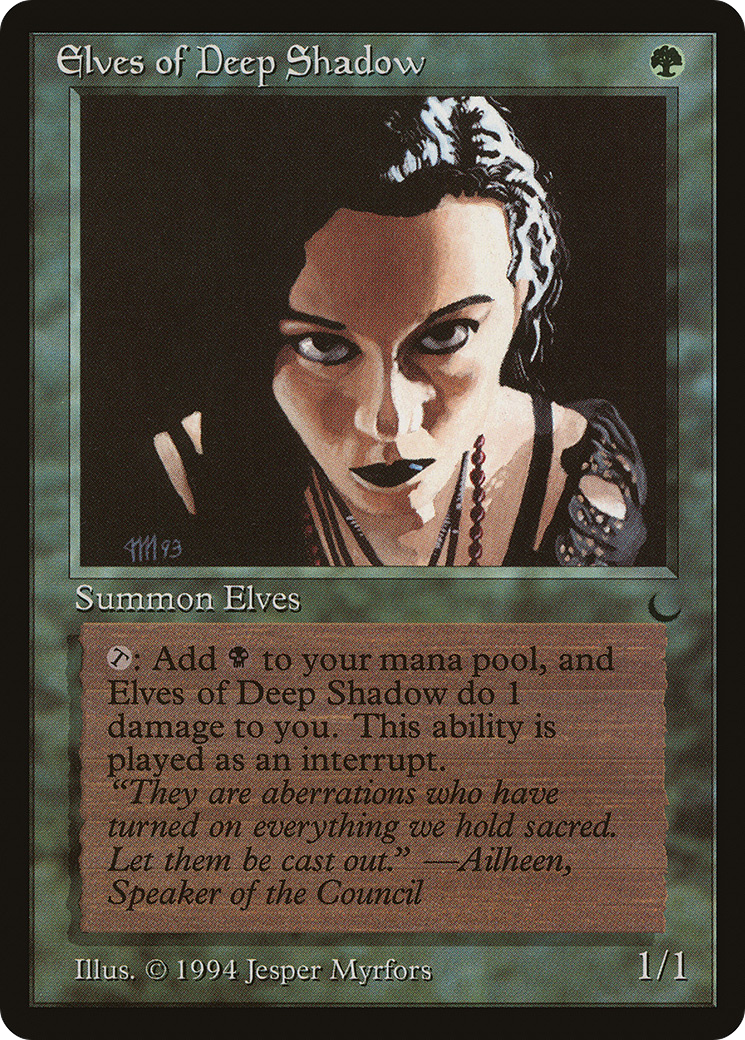 Elves of Deep Shadow
93
Summon Elves
T: Add to your mana pool, and
Elves of Deep Shadow do 1
damage to you. This ability is
played as an interrupt.
“They are aberrations who have
turned on everything we hold sacred.
Let them be cast out.” —Ailheen,
Speaker of the Council
Illus. © 1994 Jesper Myrfors
1/1